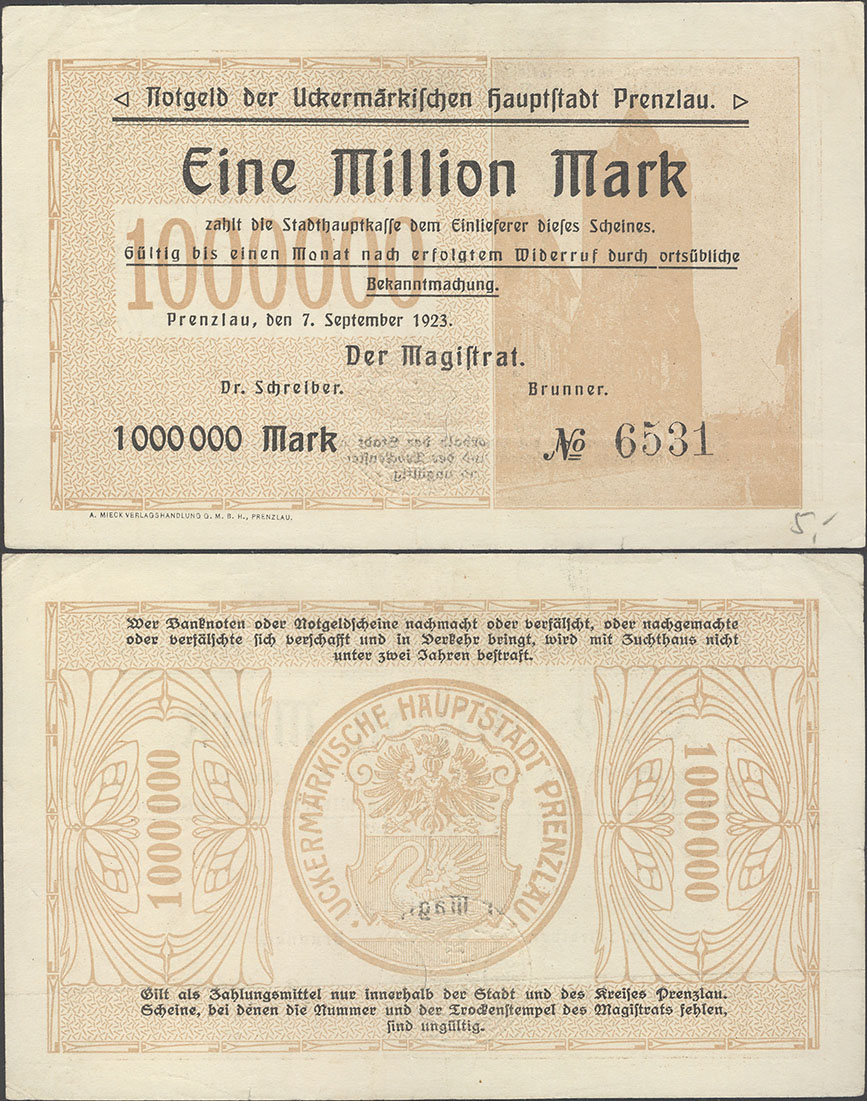 Notgeld der Uckermärkischen Hauptstadt Prenzlau.
Eine Million Mark
1000000
zahlt die Stadthauptkasse dem Einlieferer dieses Scheines.
Gültig bis einen Monat nach erfolgtem Widerruf durch ortsübliche
Bekanntmachung.
Prenzlau, den 7. September 1923.
Der Magistrat.
Dr. Schreiber. Brunner.
1000000 Mark
№ 6531
A. MIECK VERLAGSHANDLUNG G. M. B. H., PRENZLAU.
5,-
Wer Banknoten oder Notgeldscheine nachmacht oder verfälscht, oder nachgemachte
oder verfälschte sich verschafft und in Verkehr bringt, wird mit Zuchthaus nicht
unter zwei Jahren bestraft.
1000000
UCKERMÄRKISCHE HAUPTSTADT PRENZLAU
1000000
Gilt als Zahlungsmittel nur innerhalb der Stadt und des Kreises Prenzlau.
Scheine, bei denen die Nummer und der Trockenstempel des Magistrats fehlen,
sind ungültig.